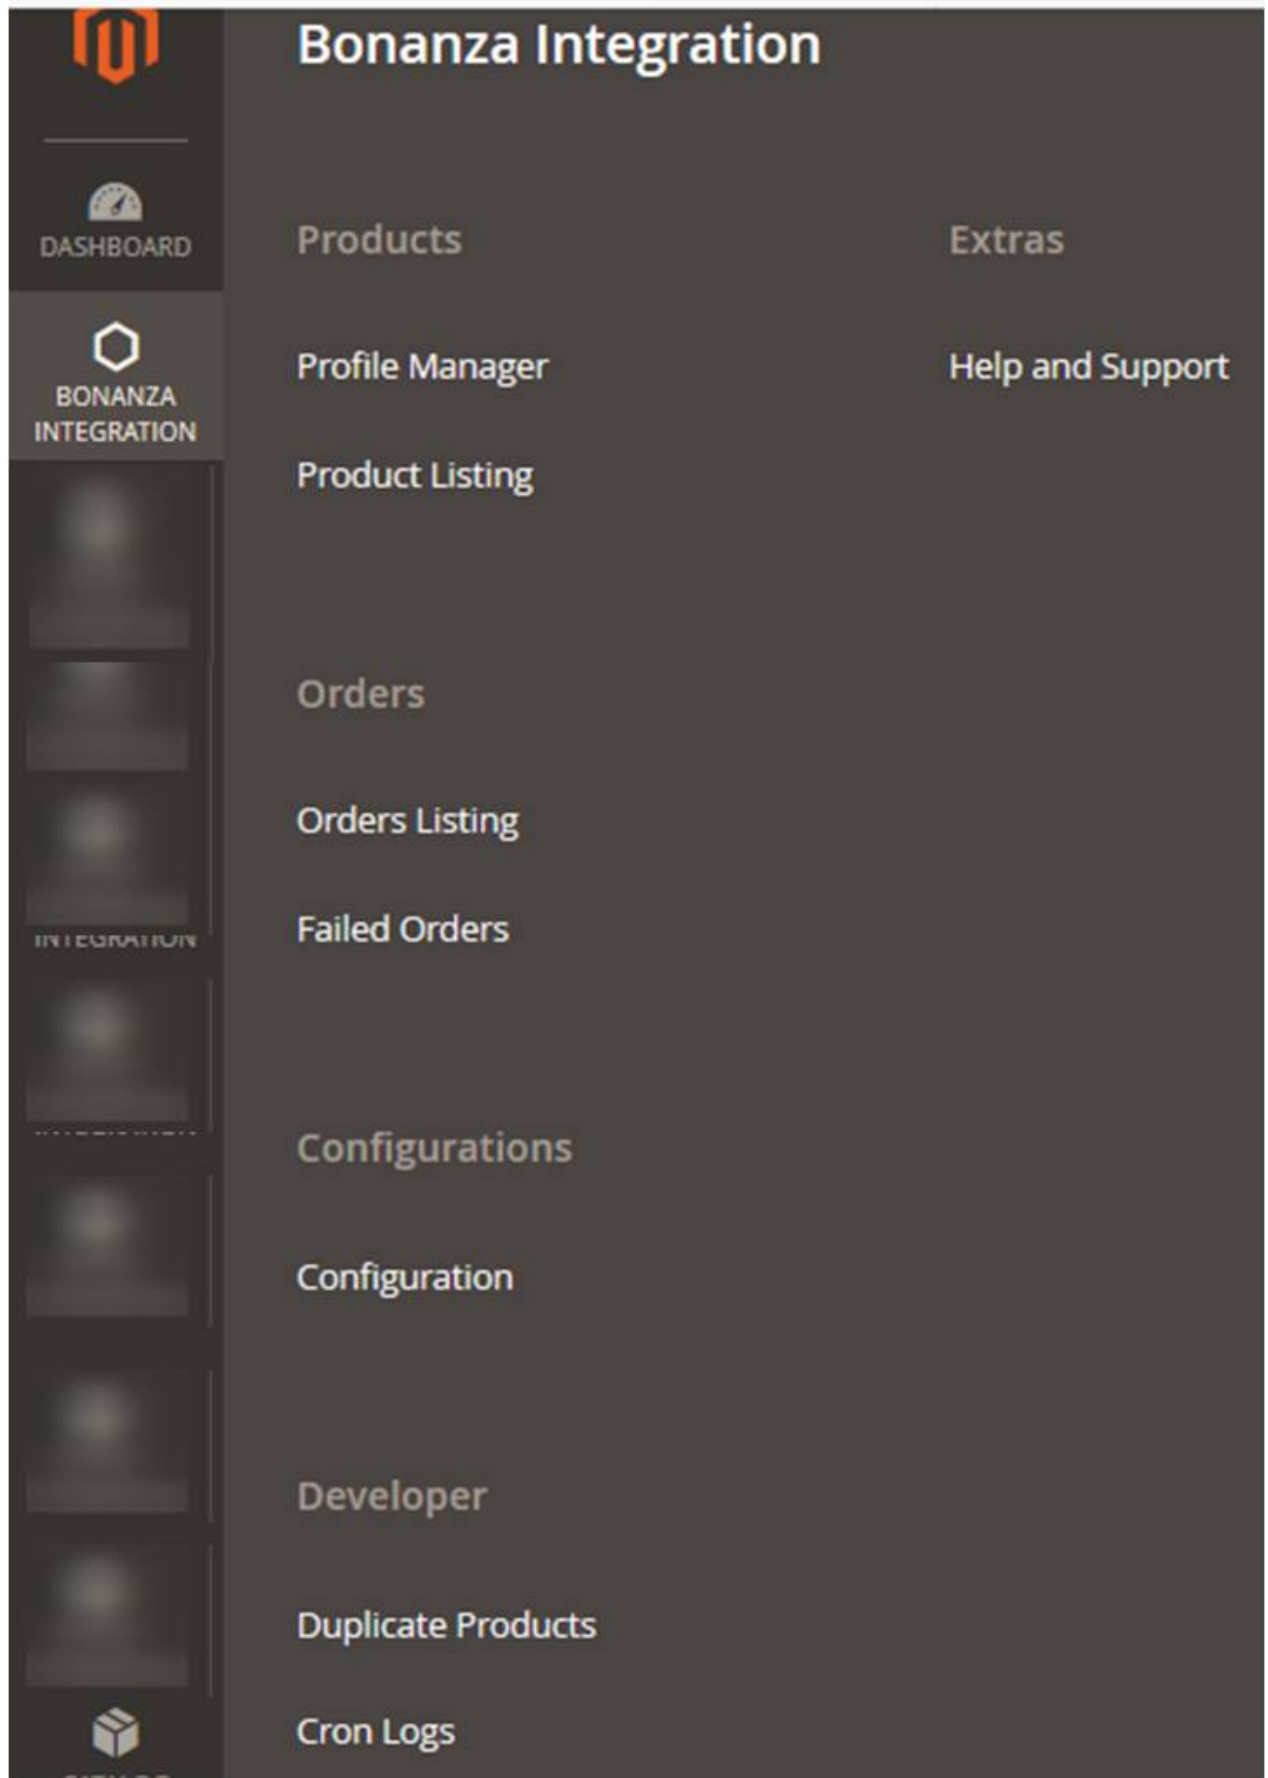 Bonanza Integration
DASHBOARD
BONANZA
INTEGRATION
INTEGRATION
Products
Profile Manager
Product Listing
Orders
Orders Listing
Failed Orders
Configurations
Configuration
Developer
Duplicate Products
Cron Logs
Extras
Help and Support